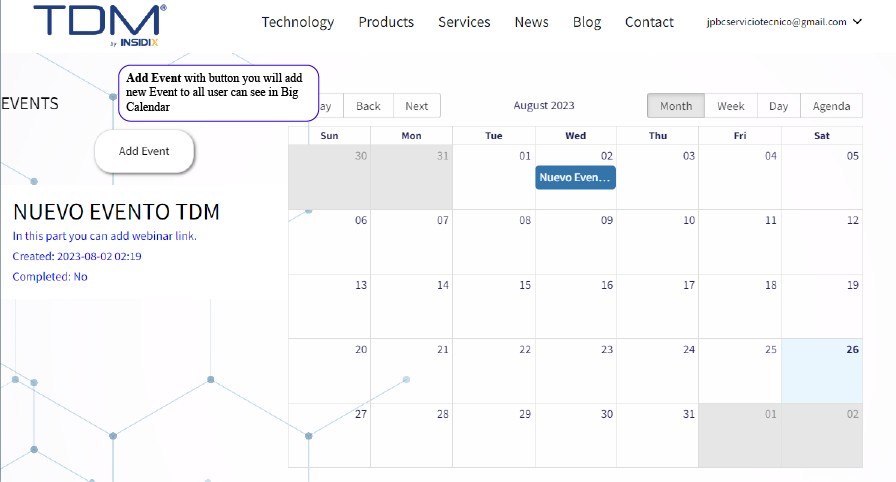 TDM®
by INSIDIX
Technology Products Services News Blog Contact jpbcserviciotecnico@gmail.com
Add Event with button you will add
new Event to all user can see in Big
Calendar
EVENTS
Add Event
NUEVO EVENTO TDM
In this part you can add webinar link.
Created: 2023-08-02 02:19
Completed: No
ay Back Next August 2023 Month Week Day Agenda
Sun Mon Tue Wed Thu Fri Sat
30 31 01 02 03 04 05
Nuevo Even...
06 07 08 09 10 11 12
13 14 15 16 17 18 19
20 21 22 23 24 25 26
27 28 29 30 31 01 02